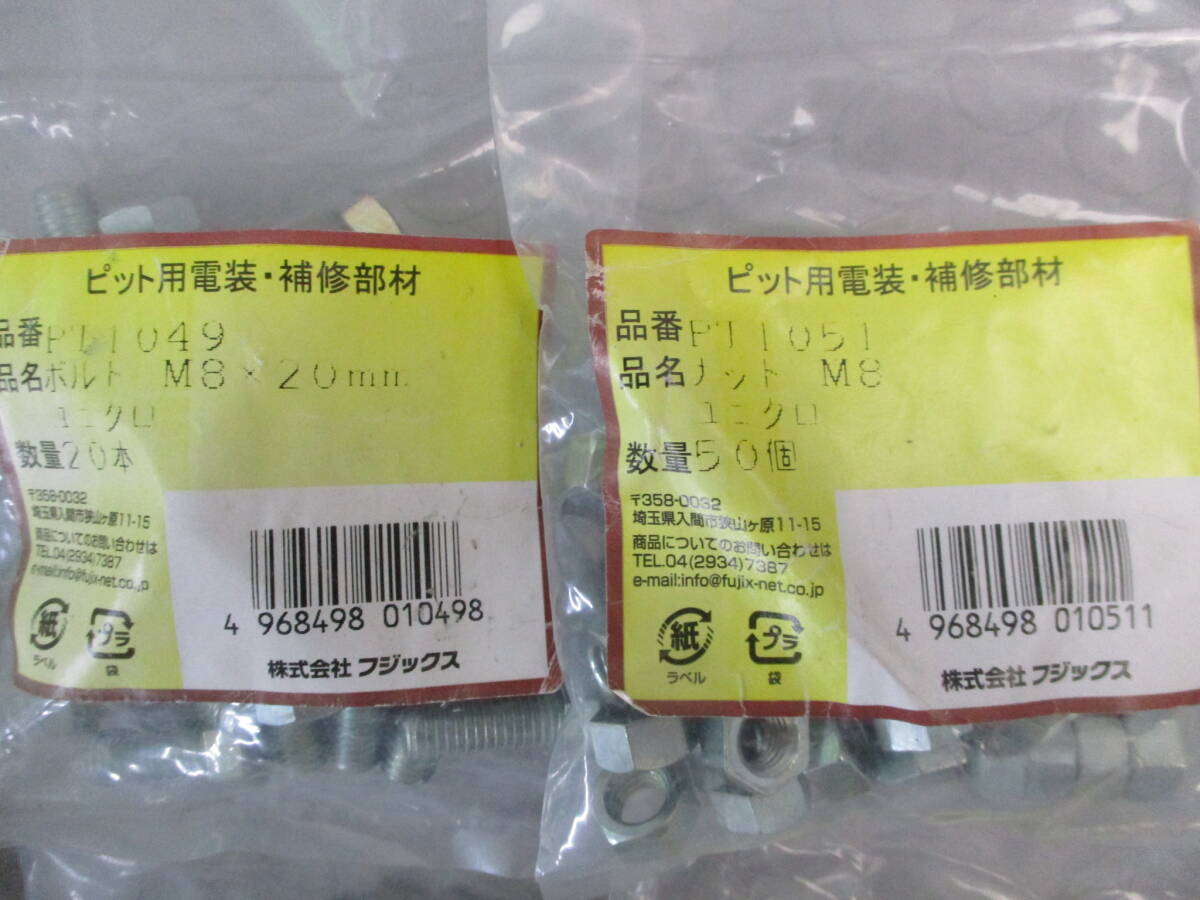 ピット用電装・補修部材
品番PT1049
品名ボルト M8×20mm
ユニクロ
数量20本
〒358-0032
埼玉県入間市狭山ヶ原11-15
商品についてのお問い合わせは
TEL.04(2934)7387
e-mail:info@fujix-net.co.jp
紙
ラベル
プラ
袋
4 968498 010498
株式会社 フジックス
ピット用電装・補修部材
品番PT1051
品名ナット M8
ユニクロ
数量50個
〒358-0032
埼玉県入間市狭山ヶ原11-15
商品についてのお問い合わせは
TEL.04(2934)7387
e-mail:info@fujix-net.co.jp
紙
ラベル
プラ
袋
4 968498 010511
株式会社 フジックス